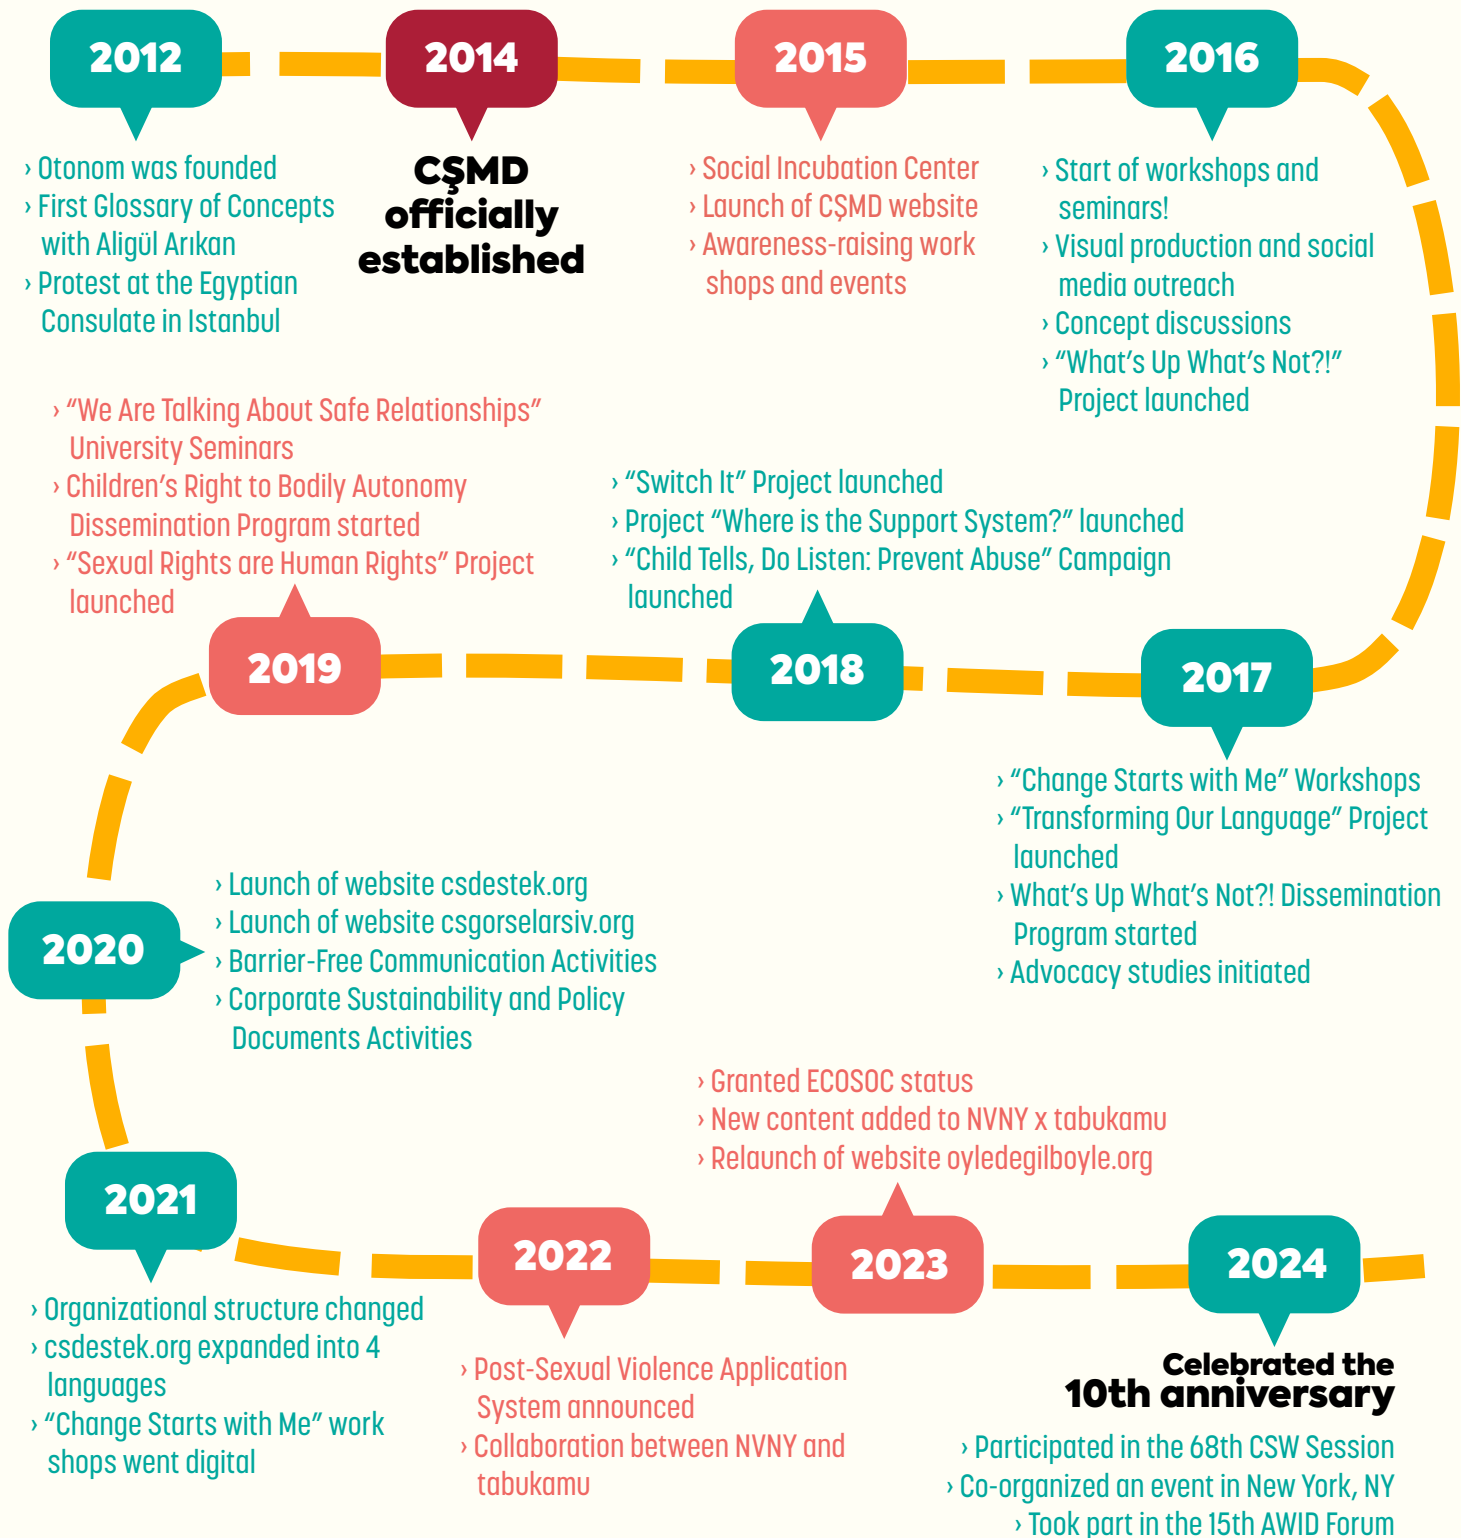 2012
› Otonom was founded
› First Glossary of Concepts
with Aligül Arıkan
› Protest at the Egyptian
Consulate in Istanbul
2014
CŞMD
officially
established
2015
› Social Incubation Center
› Launch of CŞMD website
› Awareness-raising work
shops and events
2016
› Start of workshops and
seminars!
› Visual production and social
media outreach
› Concept discussions
› “What’s Up What’s Not?!”
Project launched
2017
› “Change Starts with Me” Workshops
› “Transforming Our Language” Project
launched
› What’s Up What’s Not?! Dissemination
Program started
› Advocacy studies initiated
› “Switch It” Project launched
› Project “Where is the Support System?” launched
› “Child Tells, Do Listen: Prevent Abuse” Campaign
launched
2018
› “We Are Talking About Safe Relationships”
University Seminars
› Children’s Right to Bodily Autonomy
Dissemination Program started
› “Sexual Rights are Human Rights” Project
launched
2019
2020
› Launch of website csdestek.org
› Launch of website csgorselarsiv.org
› Barrier-Free Communication Activities
› Corporate Sustainability and Policy
Documents Activities
2021
› Organizational structure changed
› csdestek.org expanded into 4
languages
› “Change Starts with Me” work
shops went digital
2022
› Post-Sexual Violence Application
System announced
› Collaboration between NVNY and
tabukamu
› Granted ECOSOC status
› New content added to NVNY x tabukamu
› Relaunch of website oyledegilboyle.org
2023
2024
Celebrated the
10th anniversary
› Participated in the 68th CSW Session
› Co-organized an event in New York, NY
› Took part in the 15th AWID Forum